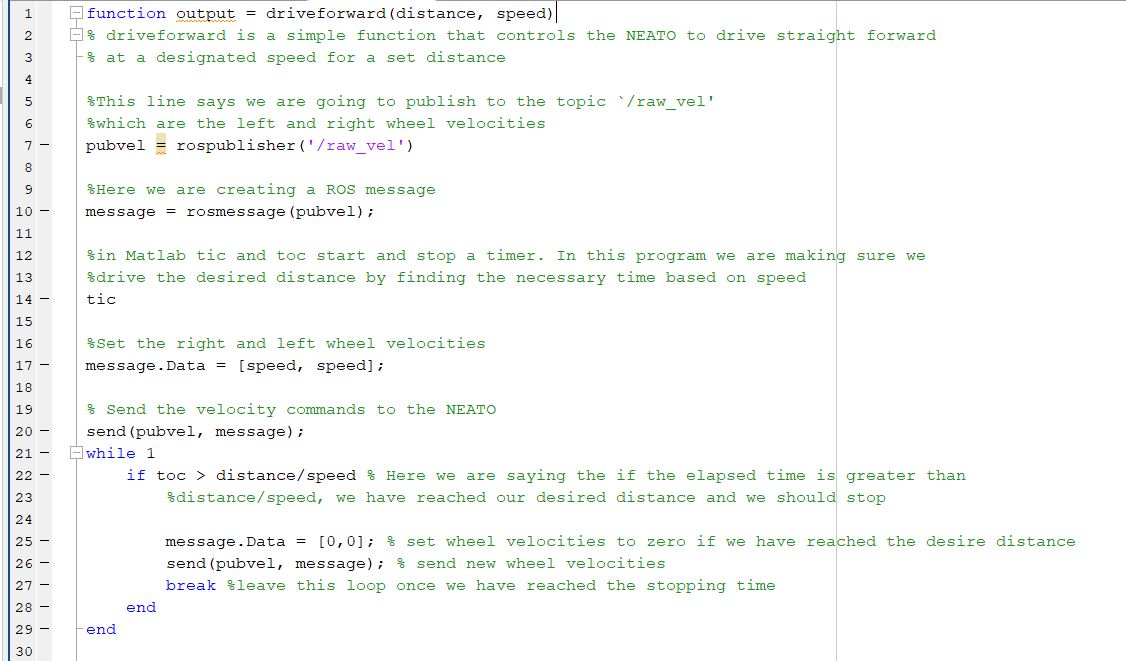 1 function output = driveforward(distance, speed)
2 % driveforward is a simple function that controls the NEATO to drive straight forward
3 % at a designated speed for a set distance
4
5 %This line says we are going to publish to the topic `/raw_vel'
6 %which are the left and right wheel velocities
7 pubvel = rospublisher('/raw_vel')
8
9 %Here we are creating a ROS message
10 message = rosmessage(pubvel);
11
12 %in Matlab tic and toc start and stop a timer. In this program we are making sure we
13 %drive the desired distance by finding the necessary time based on speed
14 tic
15
16 %Set the right and left wheel velocities
17 message.Data = [speed, speed];
18
19 % Send the velocity commands to the NEATO
20 send(pubvel, message);
21 while 1
22 if toc > distance/speed % Here we are saying the if the elapsed time is greater than
23 %distance/speed, we have reached our desired distance and we should stop
24
25 message.Data = [0,0]; % set wheel velocities to zero if we have reached the desire distance
26 send(pubvel, message); % send new wheel velocities
27 break %leave this loop once we have reached the stopping time
28 end
29 end
30